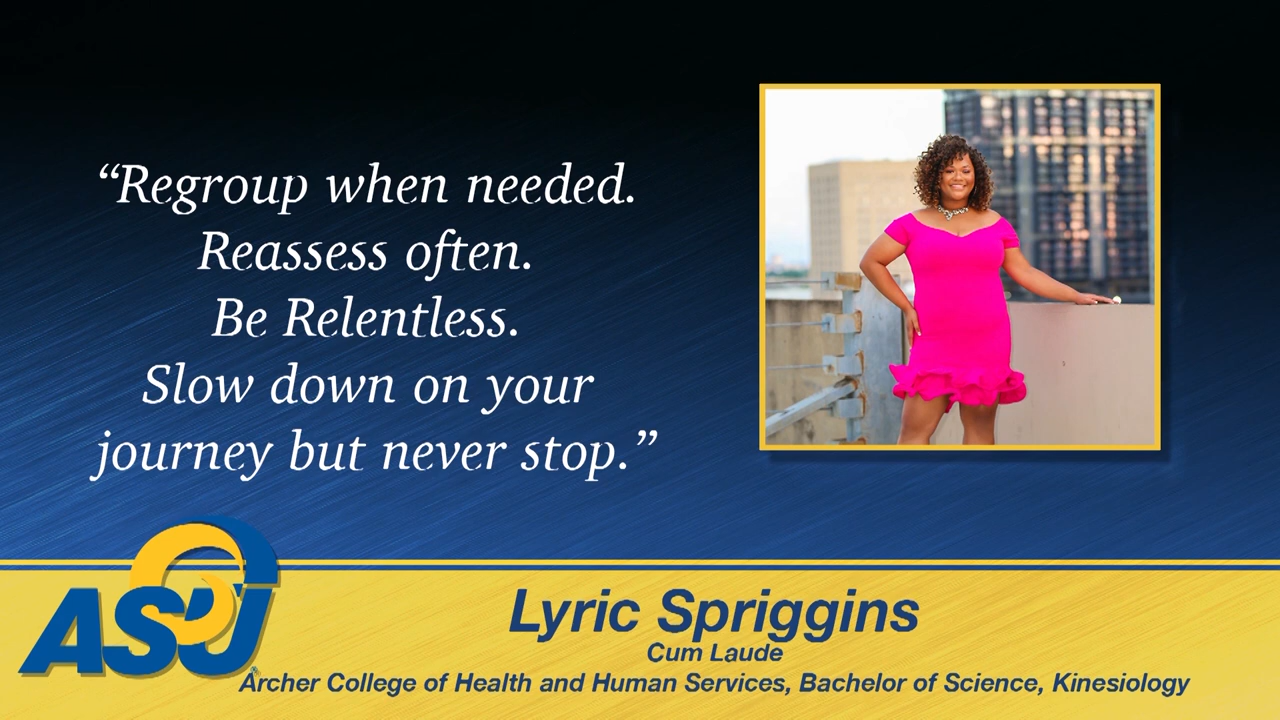 “Regroup when needed.
Reassess often.
Be Relentless.
Slow down on your
journey but never stop.”
ASU
®
Lyric Spriggins
Cum Laude
Archer College of Health and Human Services, Bachelor of Science, Kinesiology